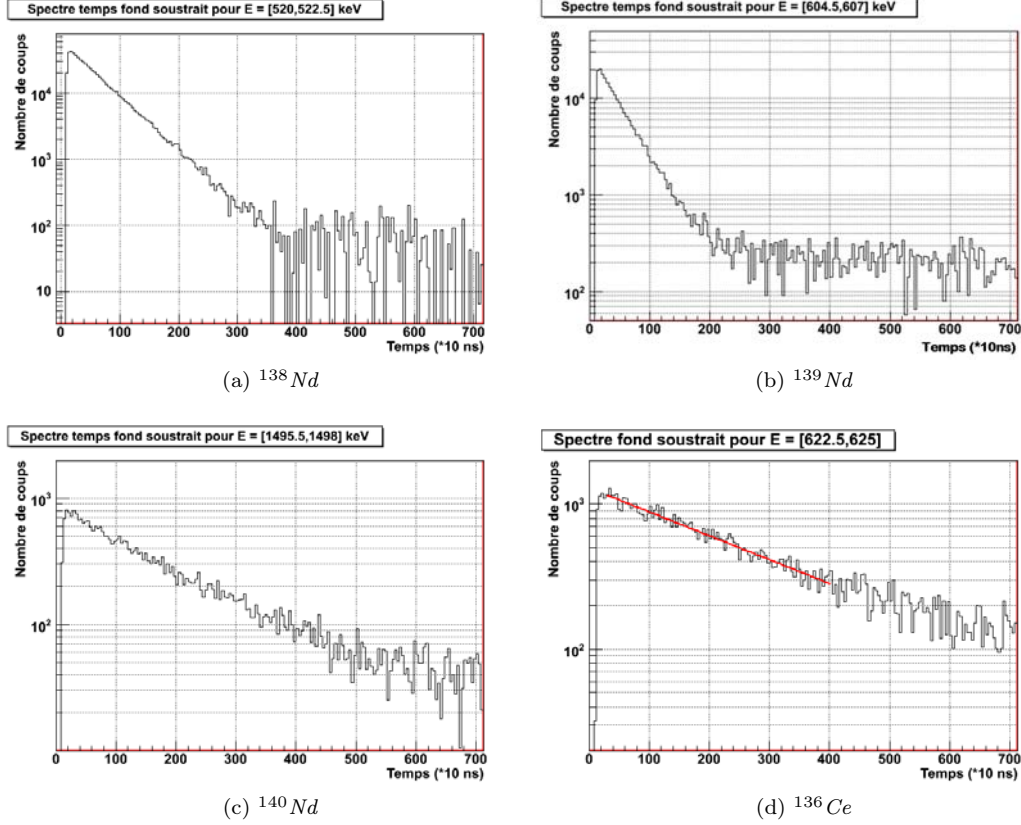 Spectre temps fond soustrait pour E = [520,522.5] keV
Nombre de coups
10⁴
10³
10²
10
0 100 200 300 400 500 600 700
Temps (*10 ns)
(a) ¹³⁸Nd
Spectre temps fond soustrait pour E = [604.5,607] keV
Nombre de coups
10⁴
10³
10²
0 100 200 300 400 500 600 700
Temps (*10ns)
(b) ¹³⁹Nd
Spectre temps fond soustrait pour E = [1495.5,1498] keV
Nombre de coups
10³
10²
0 100 200 300 400 500 600 700
Temps (*10 ns)
(c) ¹⁴⁰Nd
Spectre fond soustrait pour E = [622.5,625]
Nombre de coups
10³
10²
0 100 200 300 400 500 600 700
Temps (*10 ns)
(d) ¹³⁶Ce